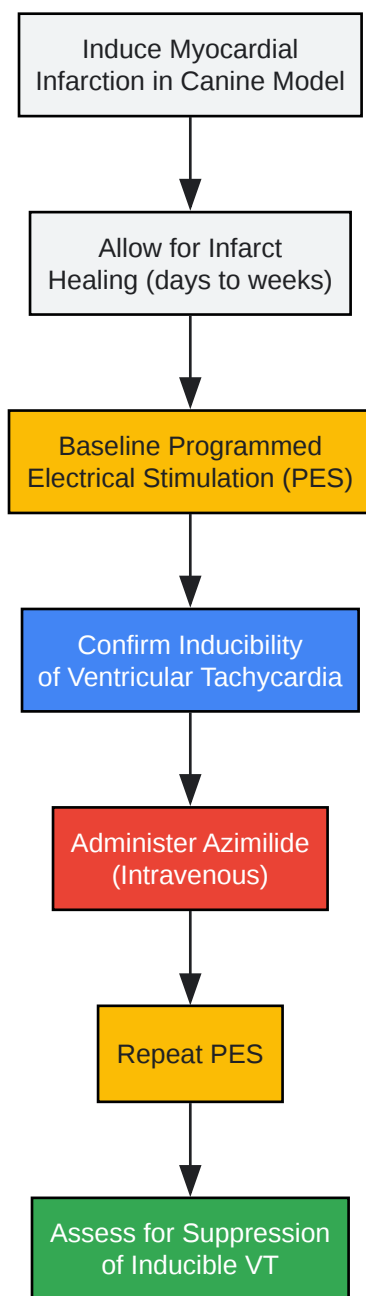 Induce Myocardial
Infarction in Canine Model
Allow for Infarct
Healing (days to weeks)
Baseline Programmed
Electrical Stimulation (PES)
Confirm Inducibility
of Ventricular Tachycardia
Administer Azimilide
(Intravenous)
Repeat PES
Assess for Suppression
of Inducible VT